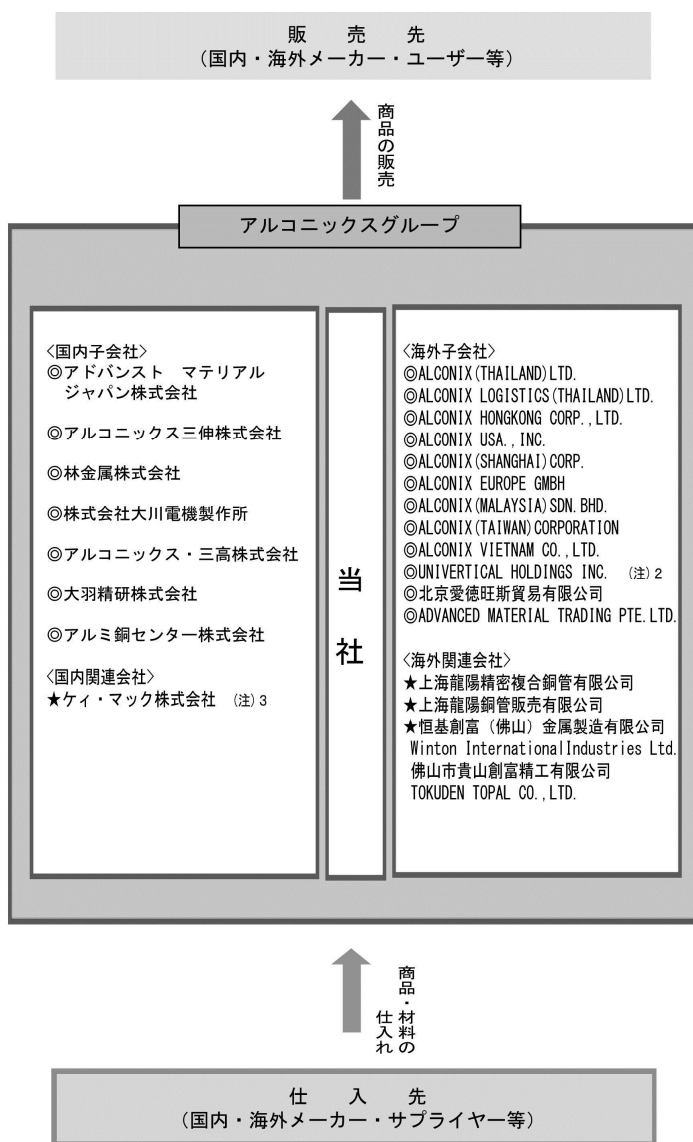 販　売　先
（国内・海外メーカー・ユーザー等）
商品の販売
アルコニックスグループ
〈国内子会社〉
◎アドバンスト　マテリアル
ジャパン株式会社
◎アルコニックス三伸株式会社
◎林金属株式会社
◎株式会社大川電機製作所
◎アルコニックス・三高株式会社
◎大羽精研株式会社
◎アルミ銅センター株式会社
〈国内関連会社〉
★ケィ・マック株式会社　(注)3
当社
〈海外子会社〉
◎ALCONIX(THAILAND)LTD.
◎ALCONIX LOGISTICS(THAILAND)LTD.
◎ALCONIX HONGKONG CORP.,LTD.
◎ALCONIX USA.,INC.
◎ALCONIX(SHANGHAI)CORP.
◎ALCONIX EUROPE GMBH
◎ALCONIX(MALAYSIA)SDN.BHD.
◎ALCONIX(TAIWAN)CORPORATION
◎ALCONIX VIETNAM CO.,LTD.
◎UNIVERTICAL HOLDINGS INC.　(注)2
◎北京愛徳旺斯貿易有限公司
◎ADVANCED MATERIAL TRADING PTE.LTD.
〈海外関連会社〉
★上海龍陽精密複合銅管有限公司
★上海龍陽銅管販売有限公司
★恒基創富（佛山）金属製造有限公司
Winton InternationalIndustries Ltd.
佛山市貴山創富精工有限公司
TOKUDEN TOPAL CO.,LTD.
商品・材料の
仕入れ
仕　入　先
（国内・海外メーカー・サプライヤー等）